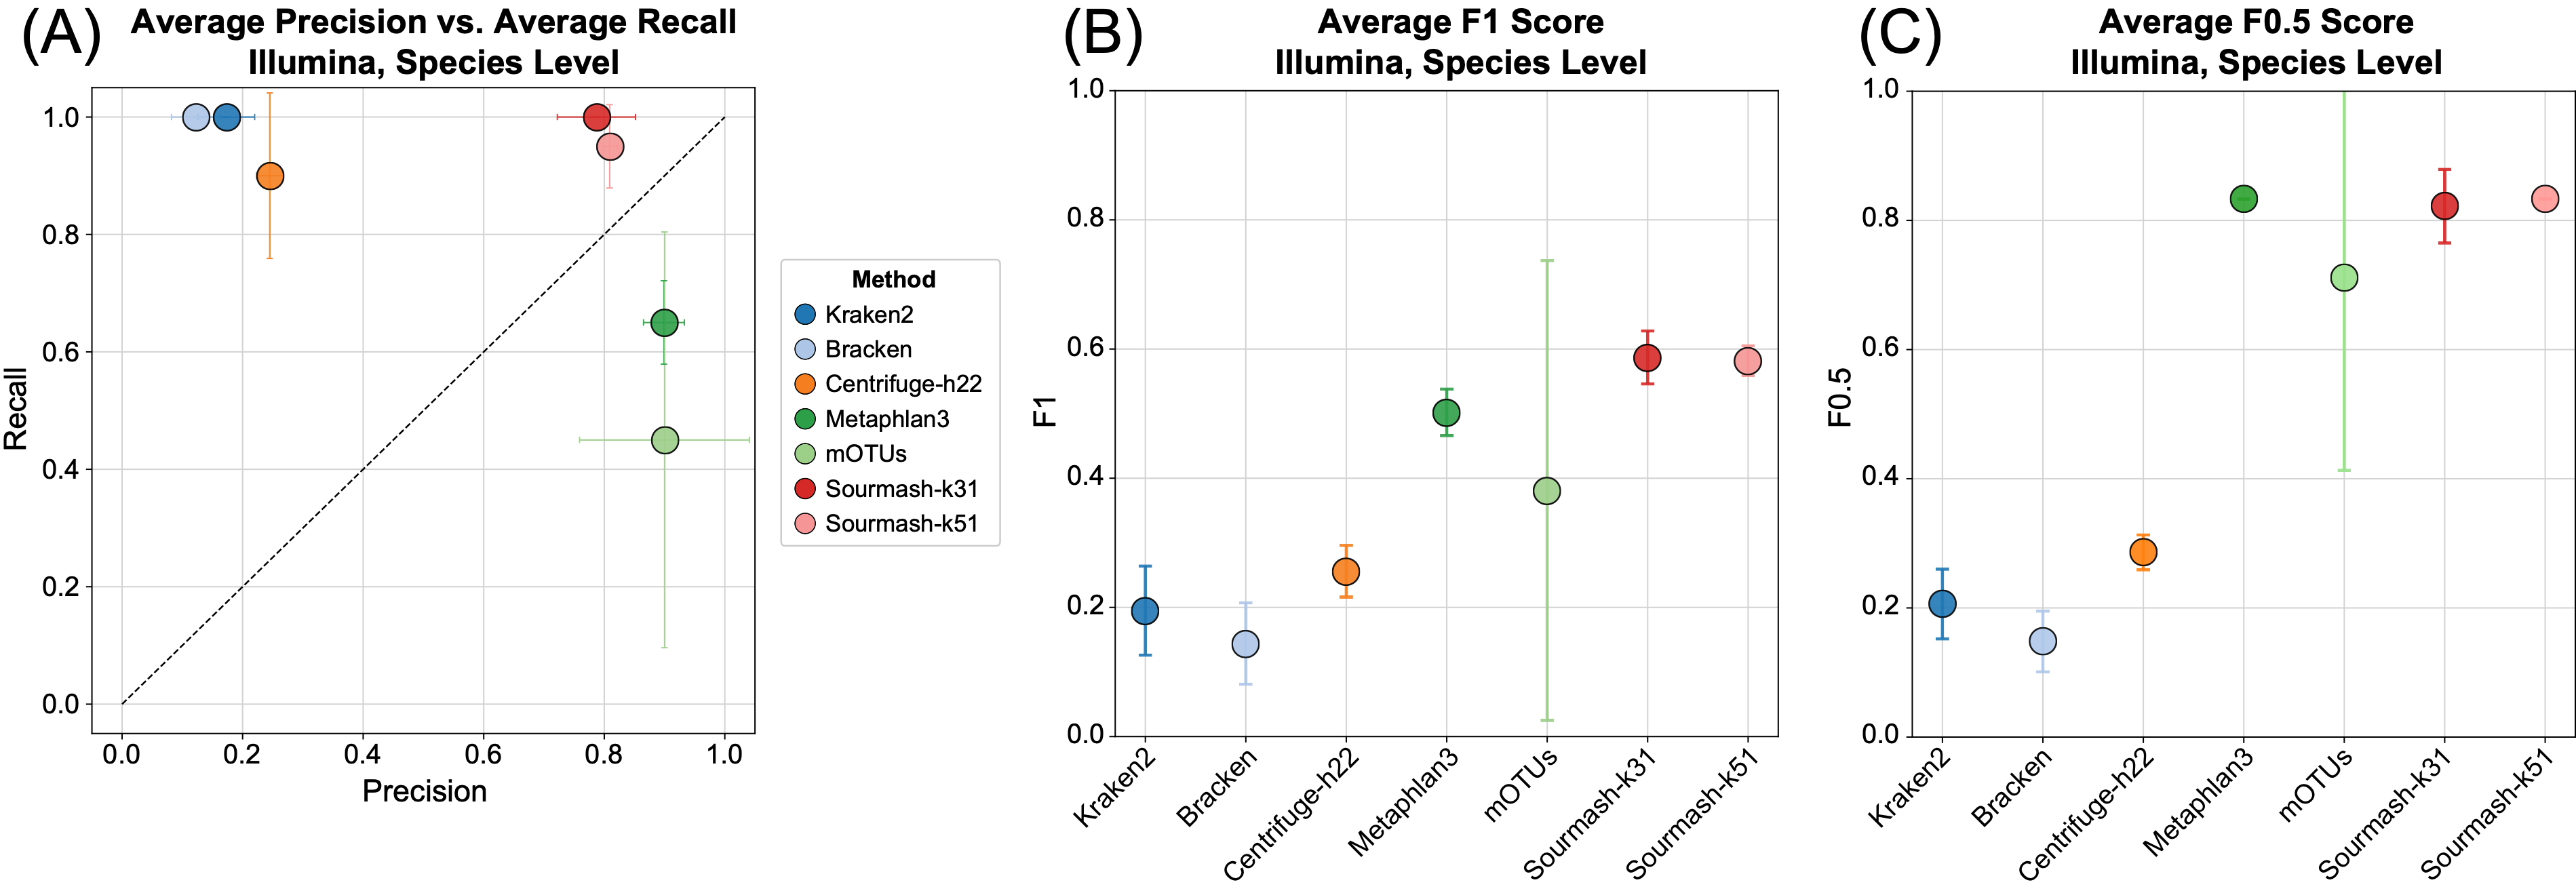 (A)
Average Precision vs. Average Recall
Illumina, Species Level
1.0
0.8
0.6
0.4
0.2
0.0
Recall
0.0 0.2 0.4 0.6 0.8 1.0
Precision
Method
Kraken2
Bracken
Centrifuge-h22
Metaphlan3
mOTUs
Sourmash-k31
Sourmash-k51
(B)
Average F1 Score
Illumina, Species Level
1.0
0.8
0.6
0.4
0.2
0.0
F1
Kraken2
Bracken
Centrifuge-h22
Metaphlan3
mOTUs
Sourmash-k31
Sourmash-k51
(C)
Average F0.5 Score
Illumina, Species Level
1.0
0.8
0.6
0.4
0.2
0.0
F0.5
Kraken2
Bracken
Centrifuge-h22
Metaphlan3
mOTUs
Sourmash-k31
Sourmash-k51